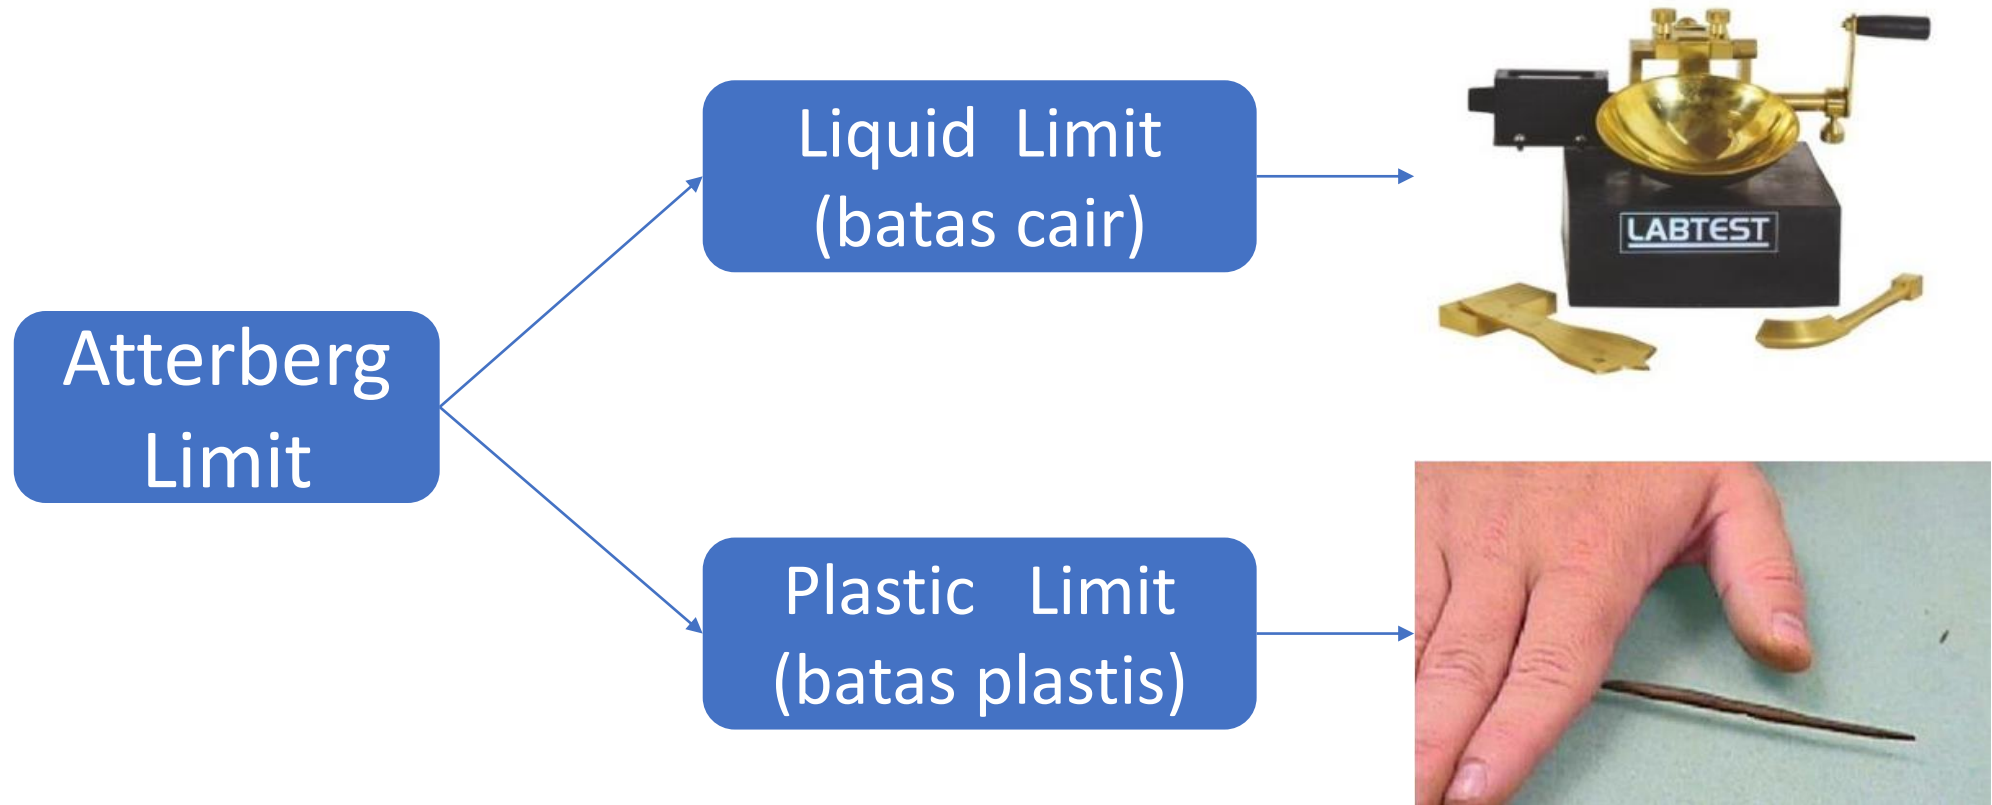 Atterberg
Limit
Liquid Limit
(batas cair)
Plastic Limit
(batas plastis)
LABTEST